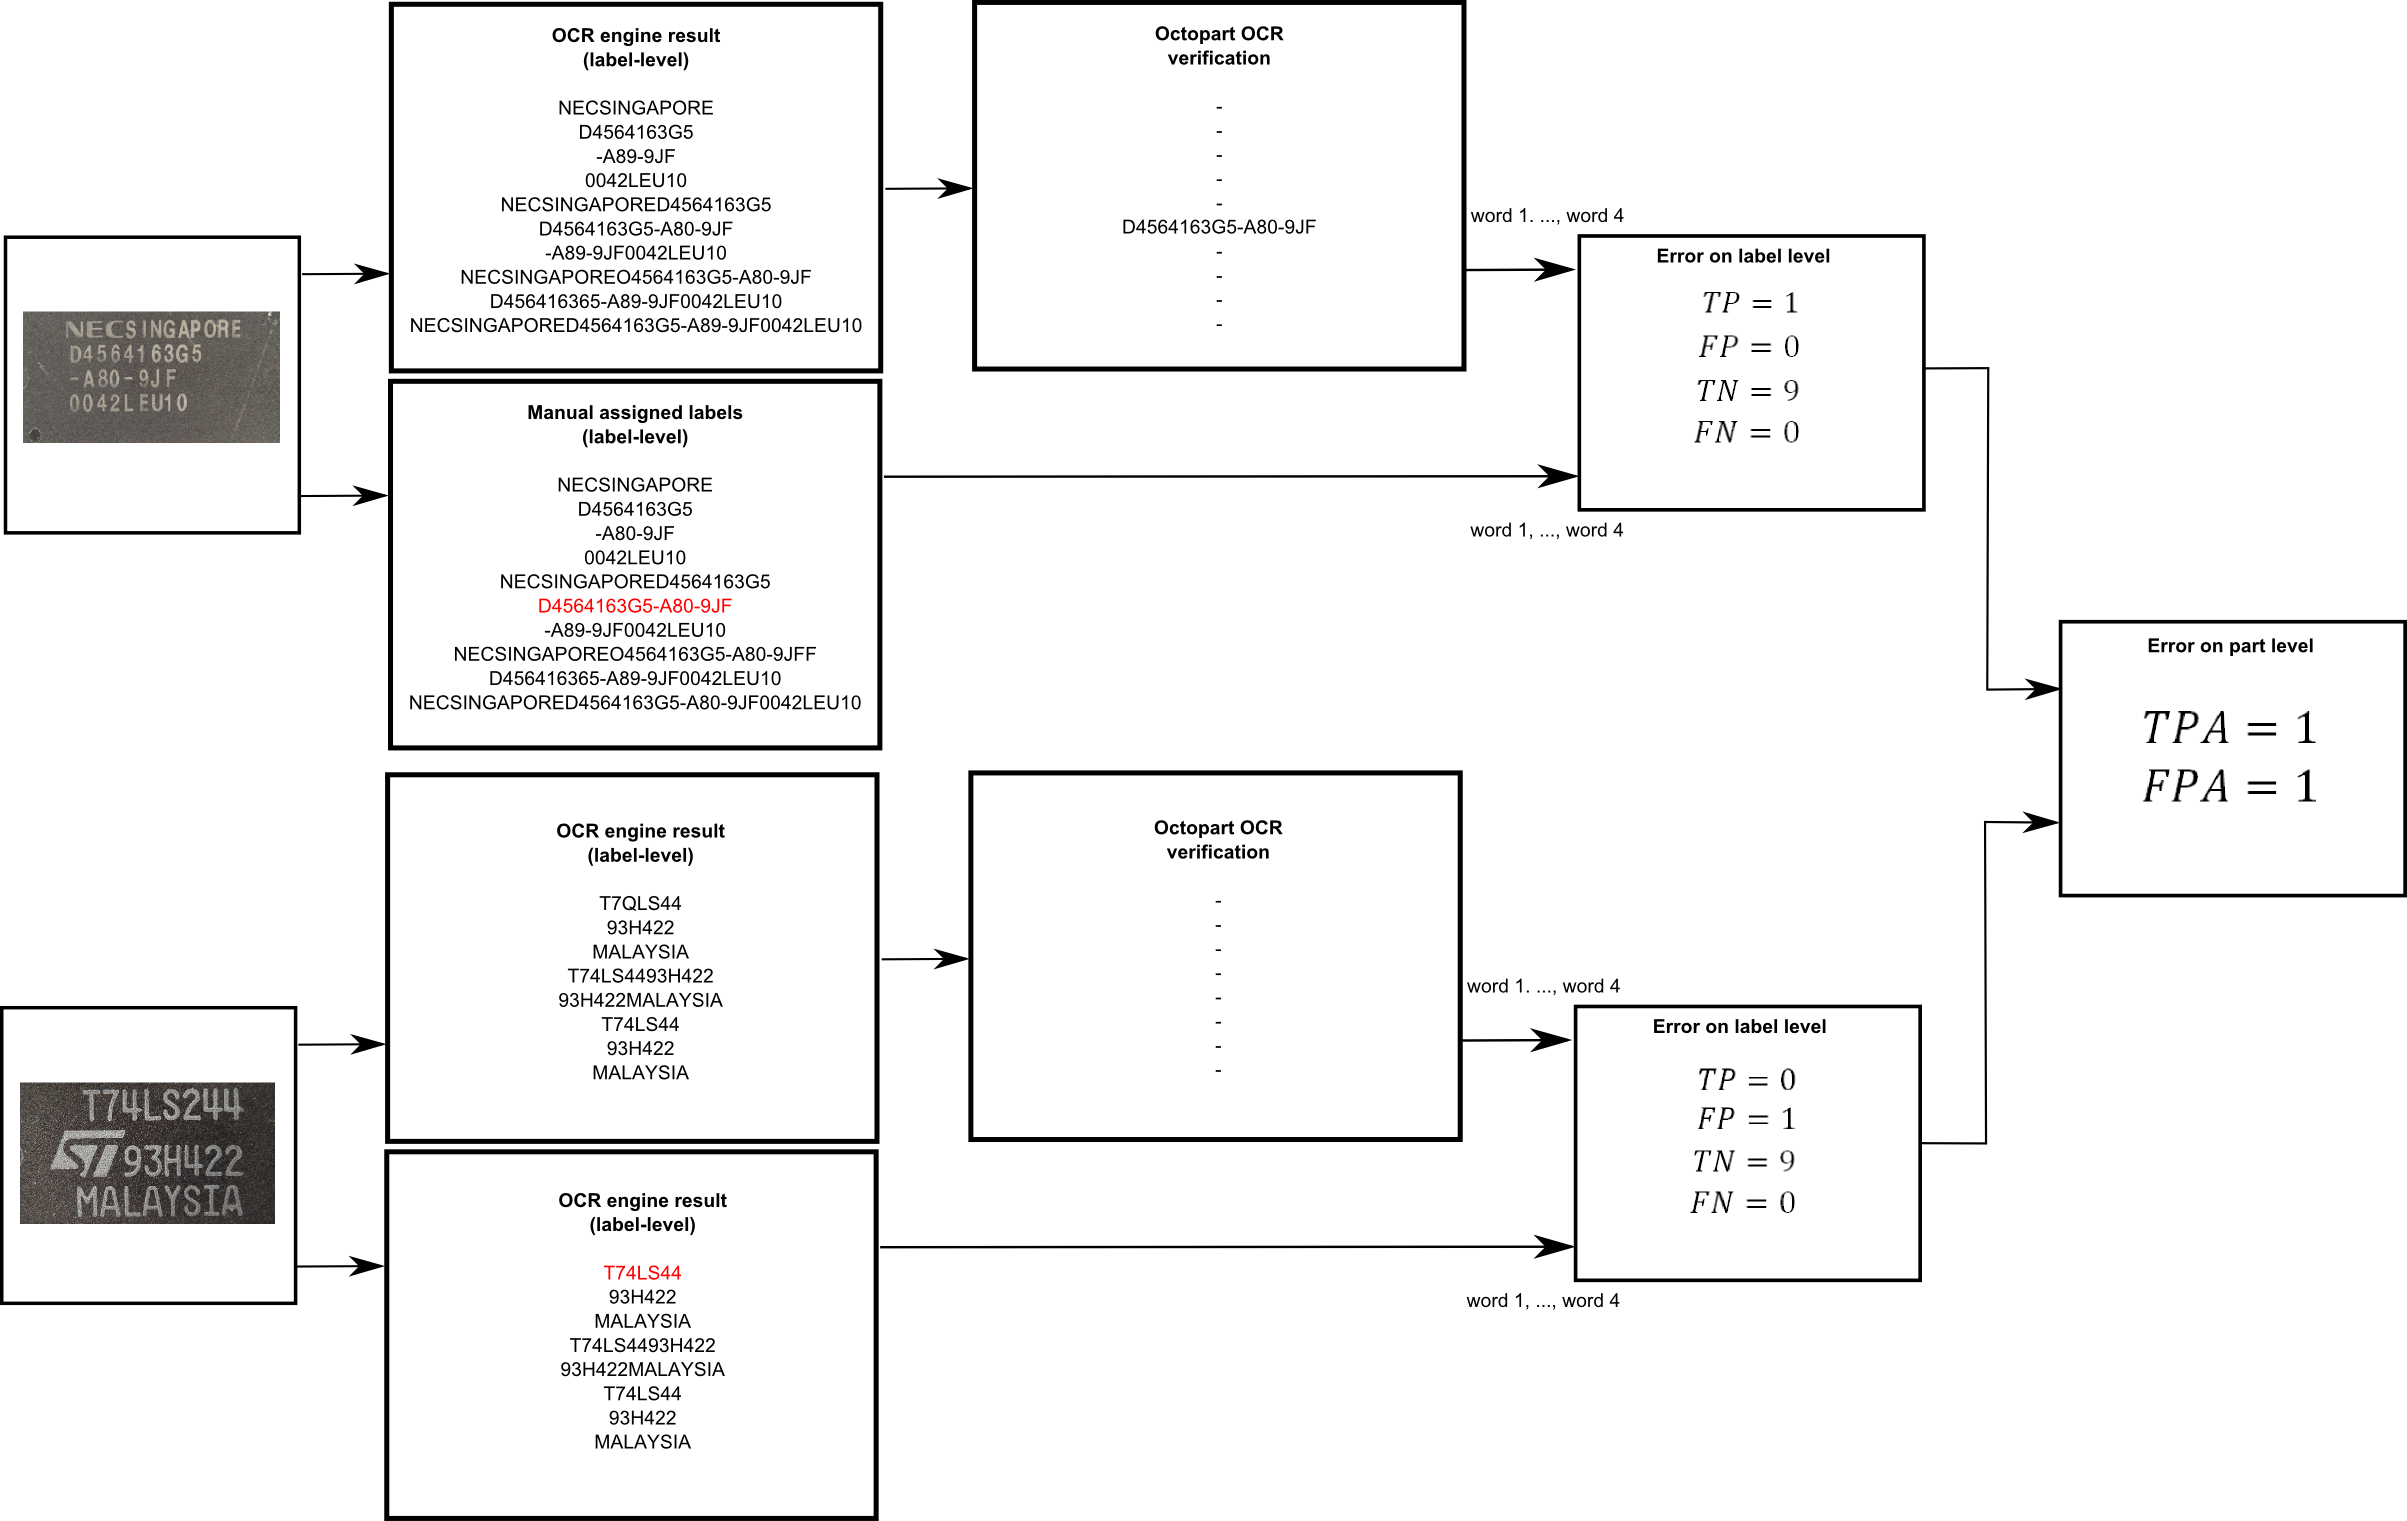 OCR engine result
(label-level)
NECSINGAPORE
D4564163G5
-A89-9JF
0042LEU10
NECSINGAPORED4564163G5
D4564163G5-A80-9JF
-A89-9JF0042LEU10
NECSINGAPOREO4564163G5-A80-9JF
D456416365-A89-9JF0042LEU10
NECSINGAPORED4564163G5-A89-9JF0042LEU10
Octopart OCR
verification
-
-
-
-
-
D4564163G5-A80-9JF
-
-
-
-
NECSINGAPORE
D4564163G5
-A80-9JF
0042LEU10
Manual assigned labels
(label-level)
NECSINGAPORE
D4564163G5
-A80-9JF
0042LEU10
NECSINGAPORED4564163G5
D4564163G5-A80-9JF
-A89-9JF0042LEU10
NECSINGAPOREO4564163G5-A80-9JFF
D456416365-A89-9JF0042LEU10
NECSINGAPORED4564163G5-A80-9JF0042LEU10
word 1. ..., word 4
Error on label level
TP = 1
FP = 0
TN = 9
FN = 0
word 1, ..., word 4
Error on part level
TPA = 1
FPA = 1
OCR engine result
(label-level)
T7QLS44
93H422
MALAYSIA
T74LS4493H422
93H422MALAYSIA
T74LS44
93H422
MALAYSIA
Octopart OCR
verification
-
-
-
-
-
-
-
-
T74LS244
ST 93H422
MALAYSIA
OCR engine result
(label-level)
T74LS44
93H422
MALAYSIA
T74LS4493H422
93H422MALAYSIA
T74LS44
93H422
MALAYSIA
word 1. ..., word 4
Error on label level
TP = 0
FP = 1
TN = 9
FN = 0
word 1, ..., word 4